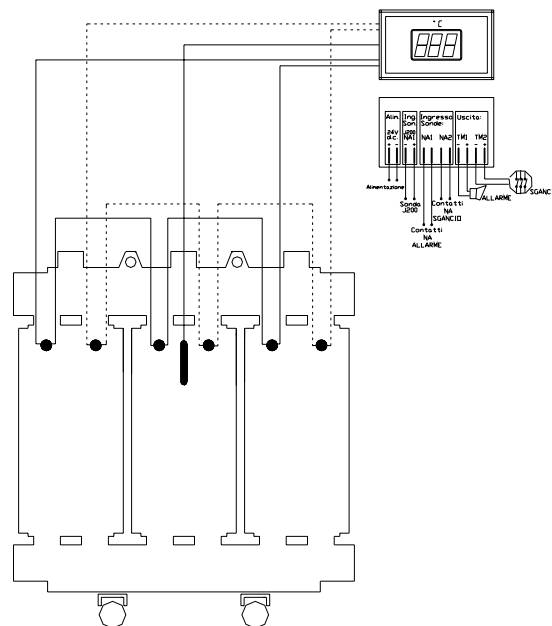 °C
Alim.
24V
d.c.
- +
Ing.
Son.
J200
NA1
- +
Ingresso
Sonde:
NA1 NA2
Uscita:
TM1 TM2
- + - +
Alimentazione
Sonda
J200
Contatti
NA
SGANCIO
Contatti
NA
ALLARME
ALLARME
SGANC